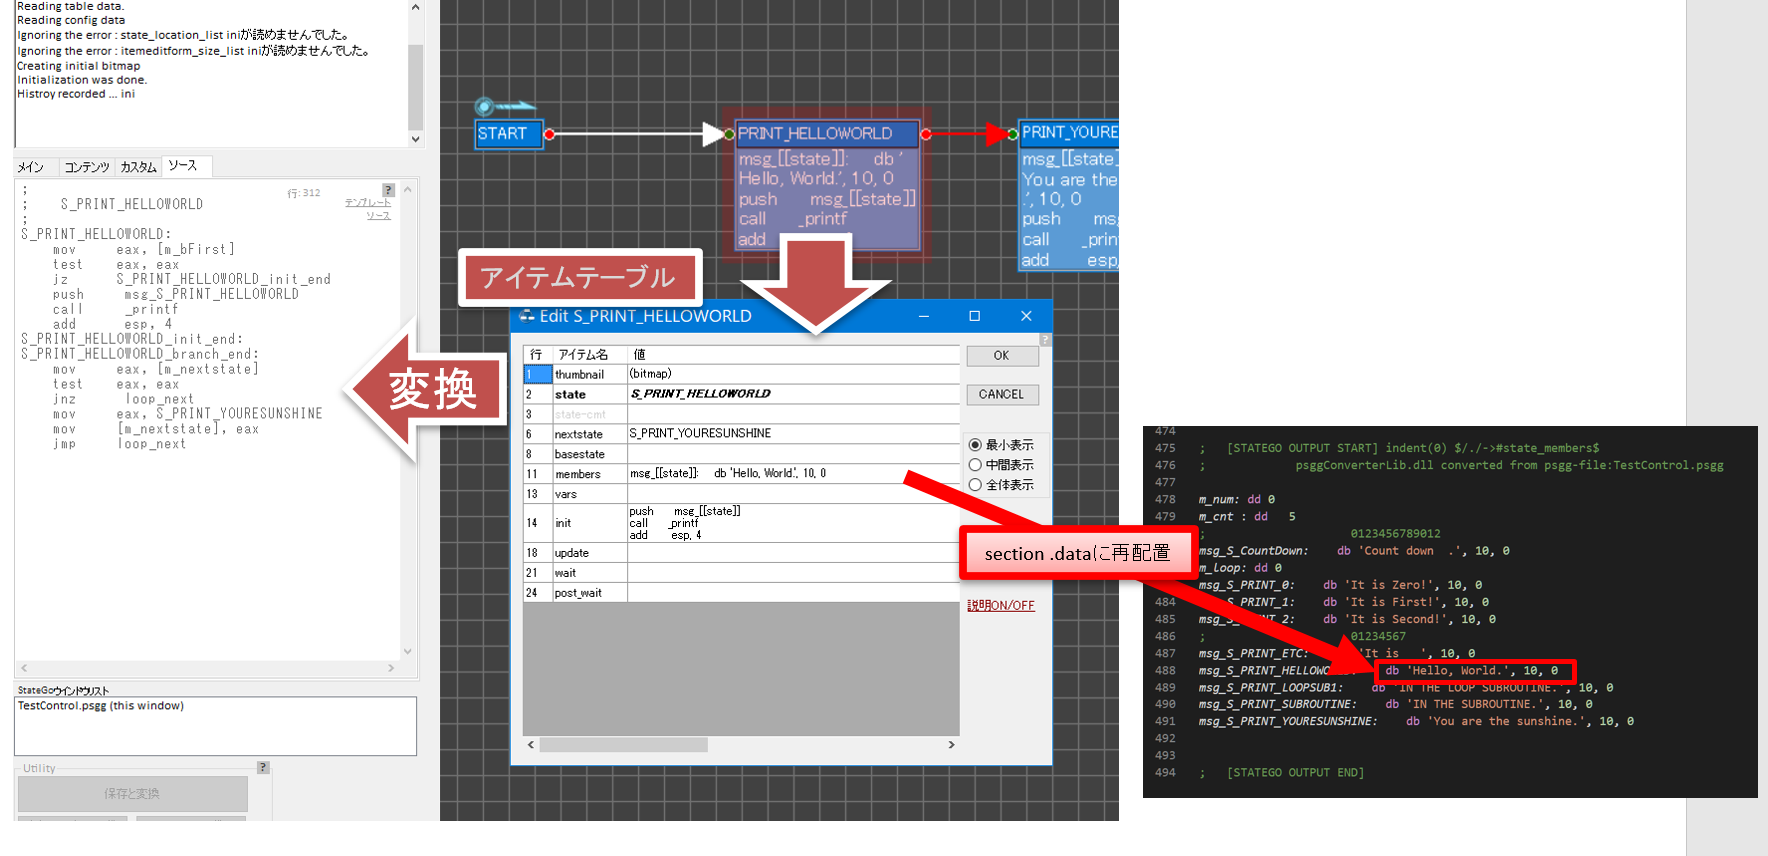 Reading table data.
Reading config data
Ignoring the error : state_location_list iniが読めませんでした。
Ignoring the error : itemeditform_size_list iniが読めませんでした。
Creating initial bitmap
Initialization was done.
Histroy recorded ... ini
メイン コンテンツ カスタム ソース
行: 312 ?
テンプレート
ソース
;
; S_PRINT_HELLOWORLD
;
S_PRINT_HELLOWORLD:
mov eax, [m_bFirst]
test eax, eax
jz S_PRINT_HELLOWORLD_init_end
push msg_S_PRINT_HELLOWORLD
call _printf
add esp, 4
S_PRINT_HELLOWORLD_init_end:
S_PRINT_HELLOWORLD_branch_end:
mov eax, [m_nextstate]
test eax, eax
jnz loop_next
mov eax, S_PRINT_YOURESUNSHINE
mov [m_nextstate], eax
jmp loop_next
StateGoウインドウリスト
TestControl.psgg (this window)
Utility ?
保存と変換
START
PRINT_HELLOWORLD
msg_[[state]]: db '
Hello, World.', 10, 0
push msg_[[state]]
call _printf
add
PRINT_YOURE
msg_[[state_
You are the
.', 10, 0
push ms
call _prin
add esp,
アイテムテーブル
変換
Edit S_PRINT_HELLOWORLD
?
行 アイテム名 値
1 thumbnail (bitmap)
2 state S_PRINT_HELLOWORLD
3 state-cmt
6 nextstate S_PRINT_YOURESUNSHINE
8 basestate
11 members msg_[[state]]: db 'Hello, World.', 10, 0
13 vars
14 init push msg_[[state]]
call _printf
add esp, 4
18 update
21 wait
24 post_wait
OK
CANCEL
最小表示
中間表示
全体表示
説明ON/OFF
section .dataに再配置
474
475 ; [STATEGO OUTPUT START] indent(0) $/./->#state_members$
476 ; psggConverterLib.dll converted from psgg-file:TestControl.psgg
477
478 m_num: dd 0
479 m_cnt : dd 5
; 0123456789012
msg_S_CountDown: db 'Count down .', 10, 0
m_loop: dd 0
msg_S_PRINT_0: db 'It is Zero!', 10, 0
484 S_PRINT_1: db 'It is First!', 10, 0
485 msg_S_PRINT_2: db 'It is Second!', 10, 0
486 ; 01234567
487 msg_S_PRINT_ETC: 'It is ', 10, 0
488 msg_S_PRINT_HELLOWO db 'Hello, World.', 10, 0
489 msg_S_PRINT_LOOPSUB1: db 'IN THE LOOP SUBROUTINE.', 10, 0
490 msg_S_PRINT_SUBROUTINE: db 'IN THE SUBROUTINE.', 10, 0
491 msg_S_PRINT_YOURESUNSHINE: db 'You are the sunshine.', 10, 0
492
493
494 ; [STATEGO OUTPUT END]